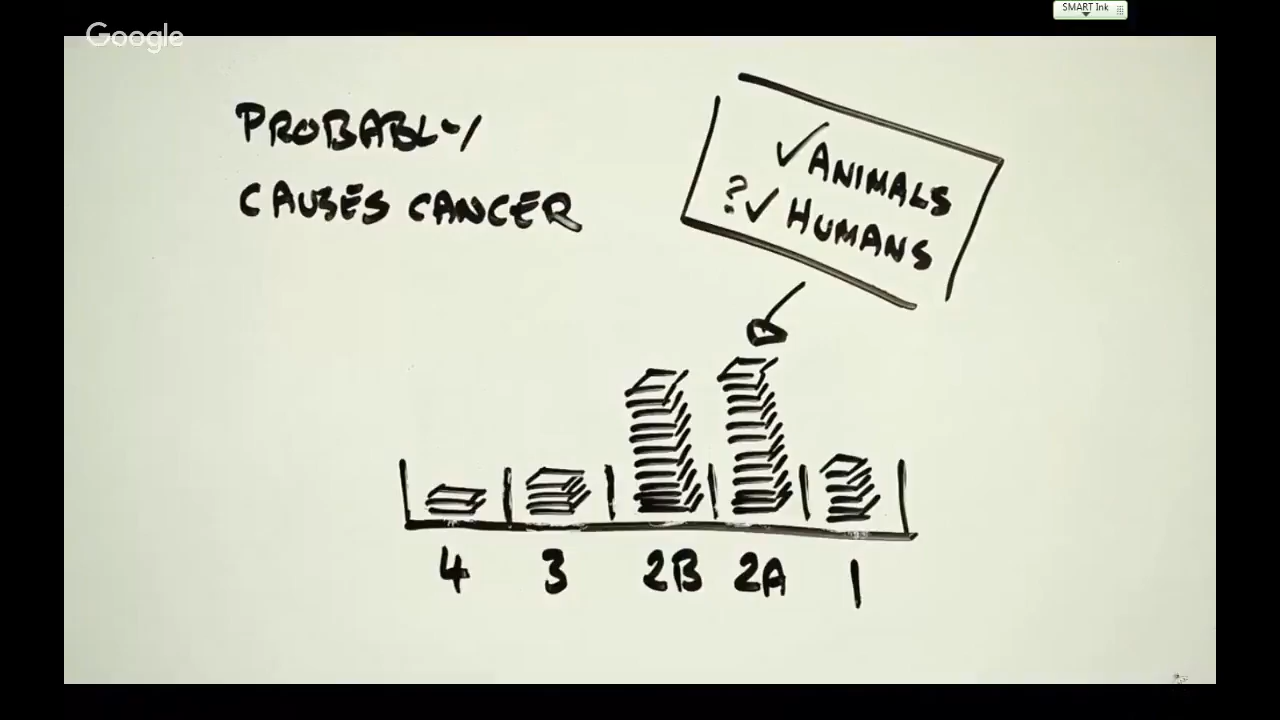 SMART Ink
Google
PROBABLY
CAUSES CANCER
✓ANIMALS
?✓ HUMANS
4 3 2B 2A 1